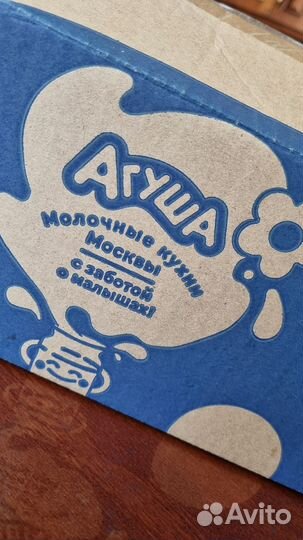 Агуша
Молочные кухни
Москвы
с заботой
о малышах!
Avito